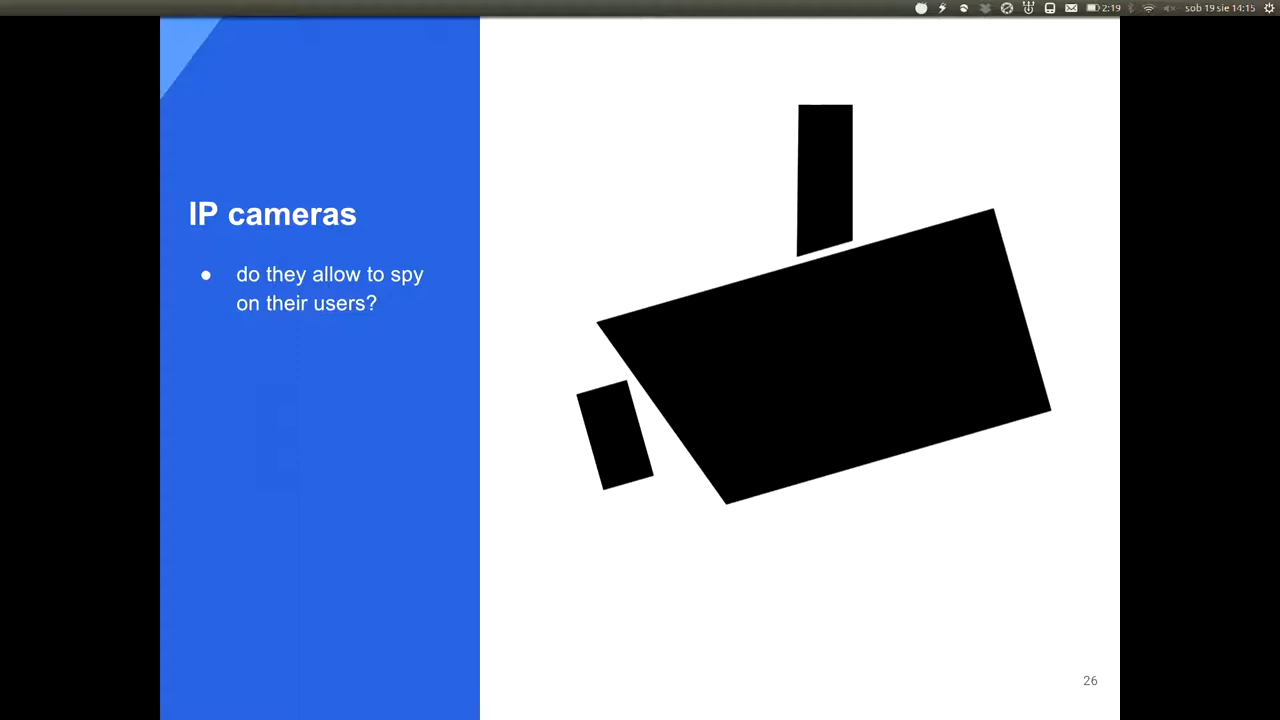 2:19 sob 19 sie 14:15
IP cameras
● do they allow to spy
on their users?
26